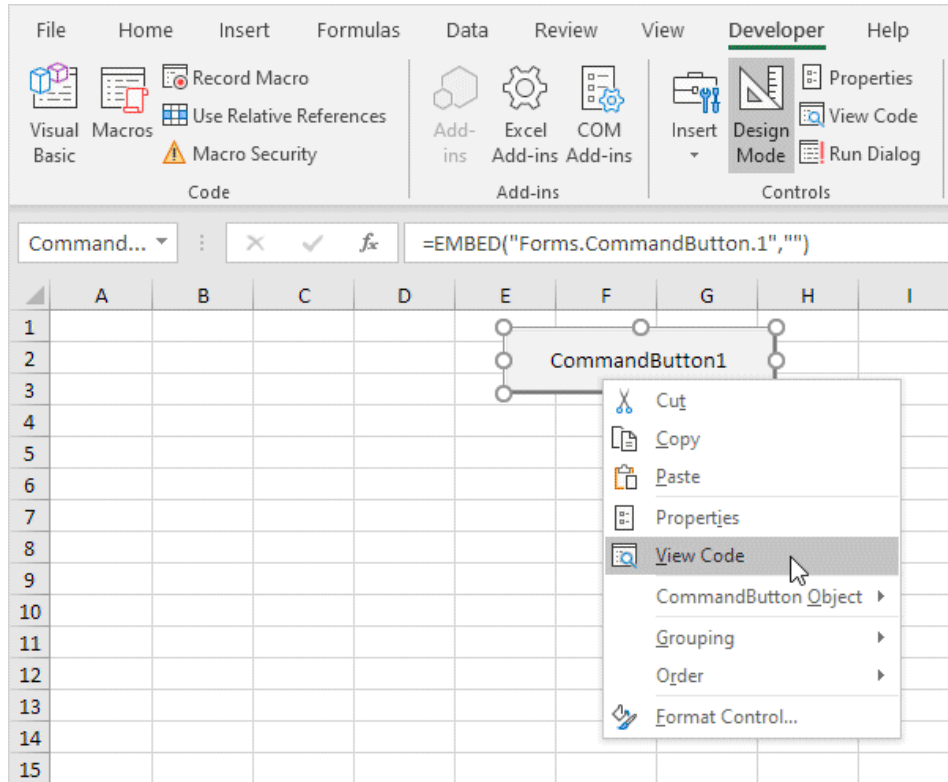 File Home Insert Formulas Data Review View Developer Help
Record Macro Properties
Use Relative References View Code
Visual Basic Macros Add-ins Excel Add-ins COM Add-ins Insert Design Mode
Macro Security Run Dialog
Code Add-ins Controls
Command... fx =EMBED("Forms.CommandButton.1","")
A B C D E F G H I
1
2 CommandButton1
3
Cut
4
Copy
5
Paste
6
7 Properties
8 View Code
9
CommandButton Object
10
11 Grouping
12 Order
13
Format Control...
14
15